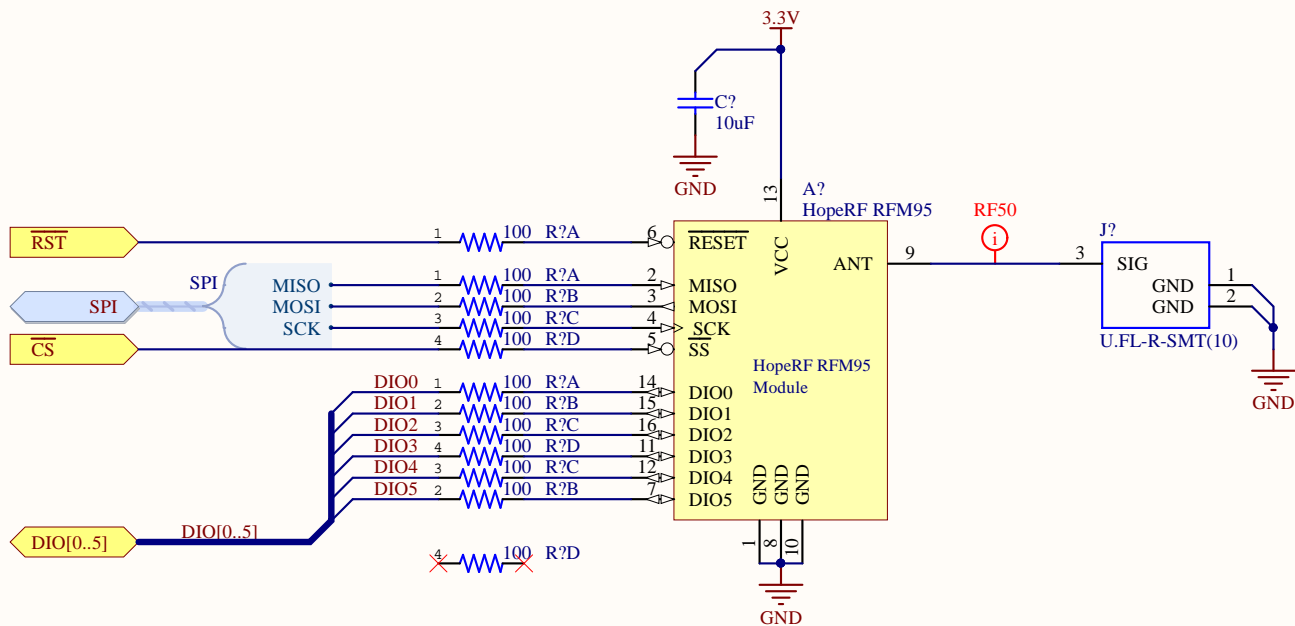 3.3V
C?
10uF
GND
13
A?
HopeRF RFM95
RF50
i
J?
RST
1 100 R?A 6 RESET
VCC
ANT 9
3 SIG
GND 1
GND 2
U.FL-R-SMT(10)
GND
SPI
SPI
MISO 1 100 R?A 2 MISO
MOSI 2 100 R?B 3 MOSI
SCK 3 100 R?C 4 SCK
CS 4 100 R?D 5 SS
HopeRF RFM95
Module
DIO0 1 100 R?A 14 DIO0
DIO1 2 100 R?B 15 DIO1
DIO2 3 100 R?C 16 DIO2
DIO3 4 100 R?D 11 DIO3
DIO4 3 100 R?C 12 DIO4
DIO5 2 100 R?B 7 DIO5
GND GND GND
1 8 10
DIO[0..5] DIO[0..5]
4 100 R?D
GND